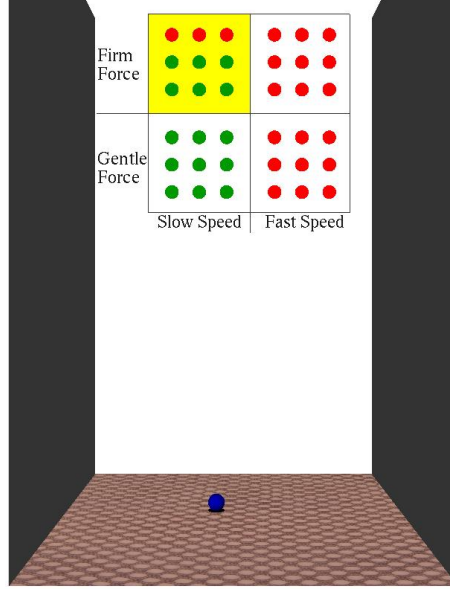 Firm
Force
Gentle
Force
Slow Speed
Fast Speed